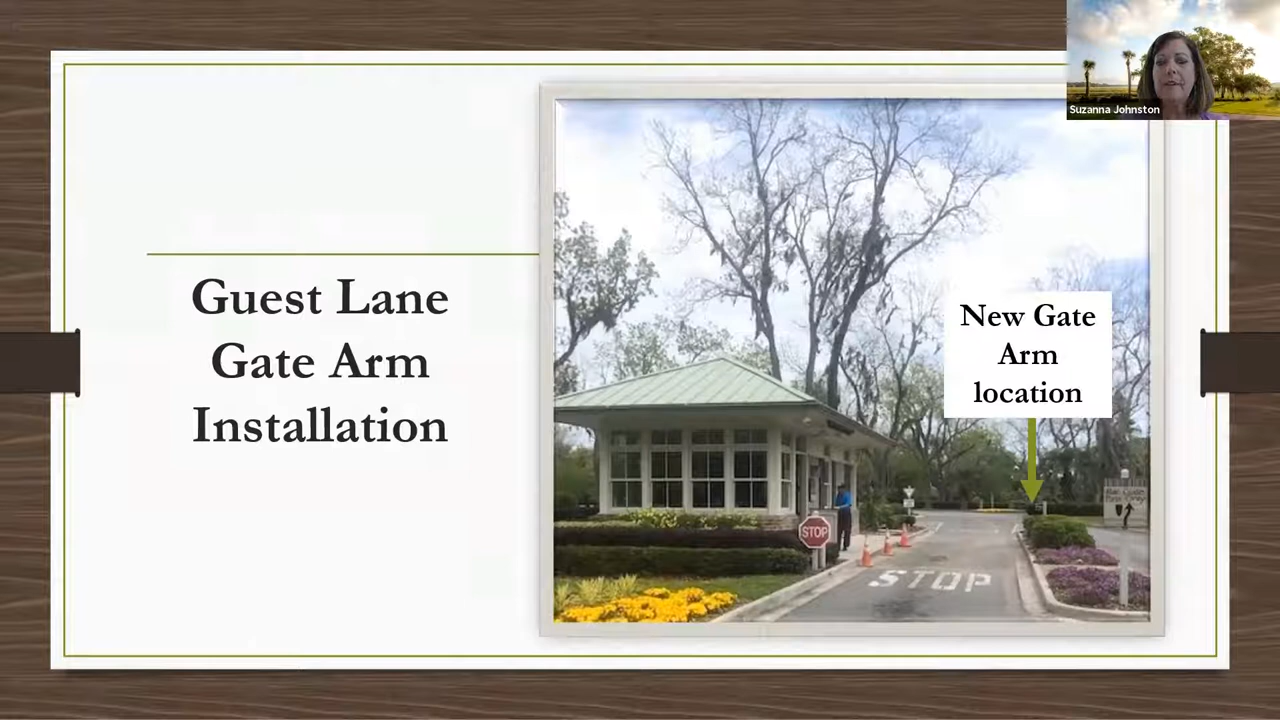 Suzanna Johnston
Guest Lane
Gate Arm
Installation
New Gate
Arm
location
STOP
STOP